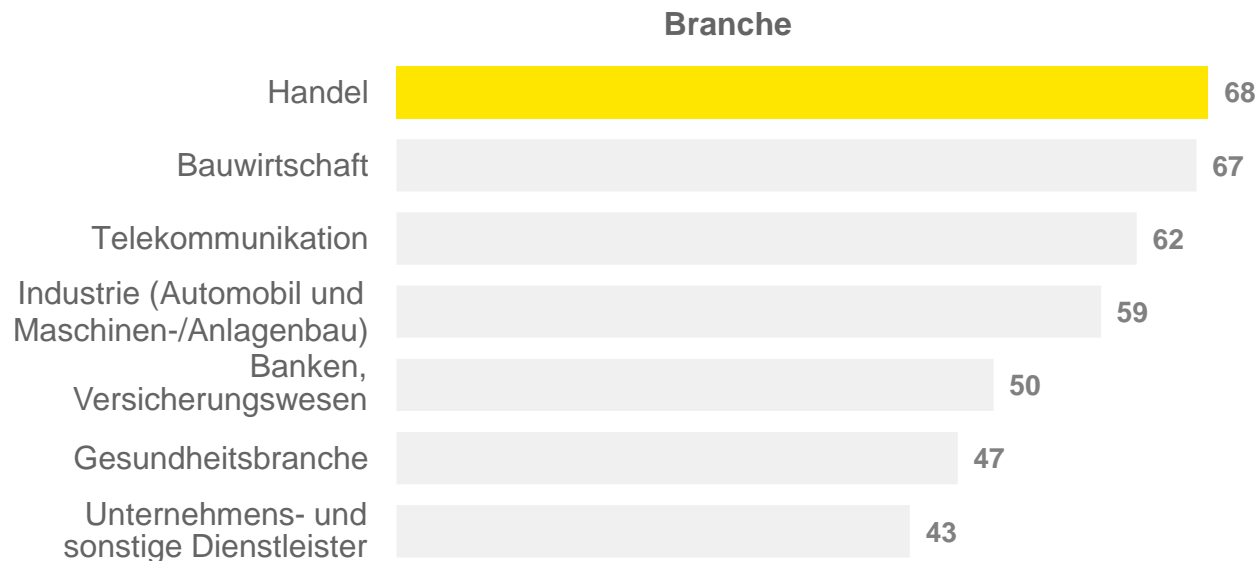 Branche
Handel 68
Bauwirtschaft 67
Telekommunikation 62
Industrie (Automobil und
Maschinen-/Anlagenbau) 59
Banken,
Versicherungswesen 50
Gesundheitsbranche 47
Unternehmens- und
sonstige Dienstleister 43